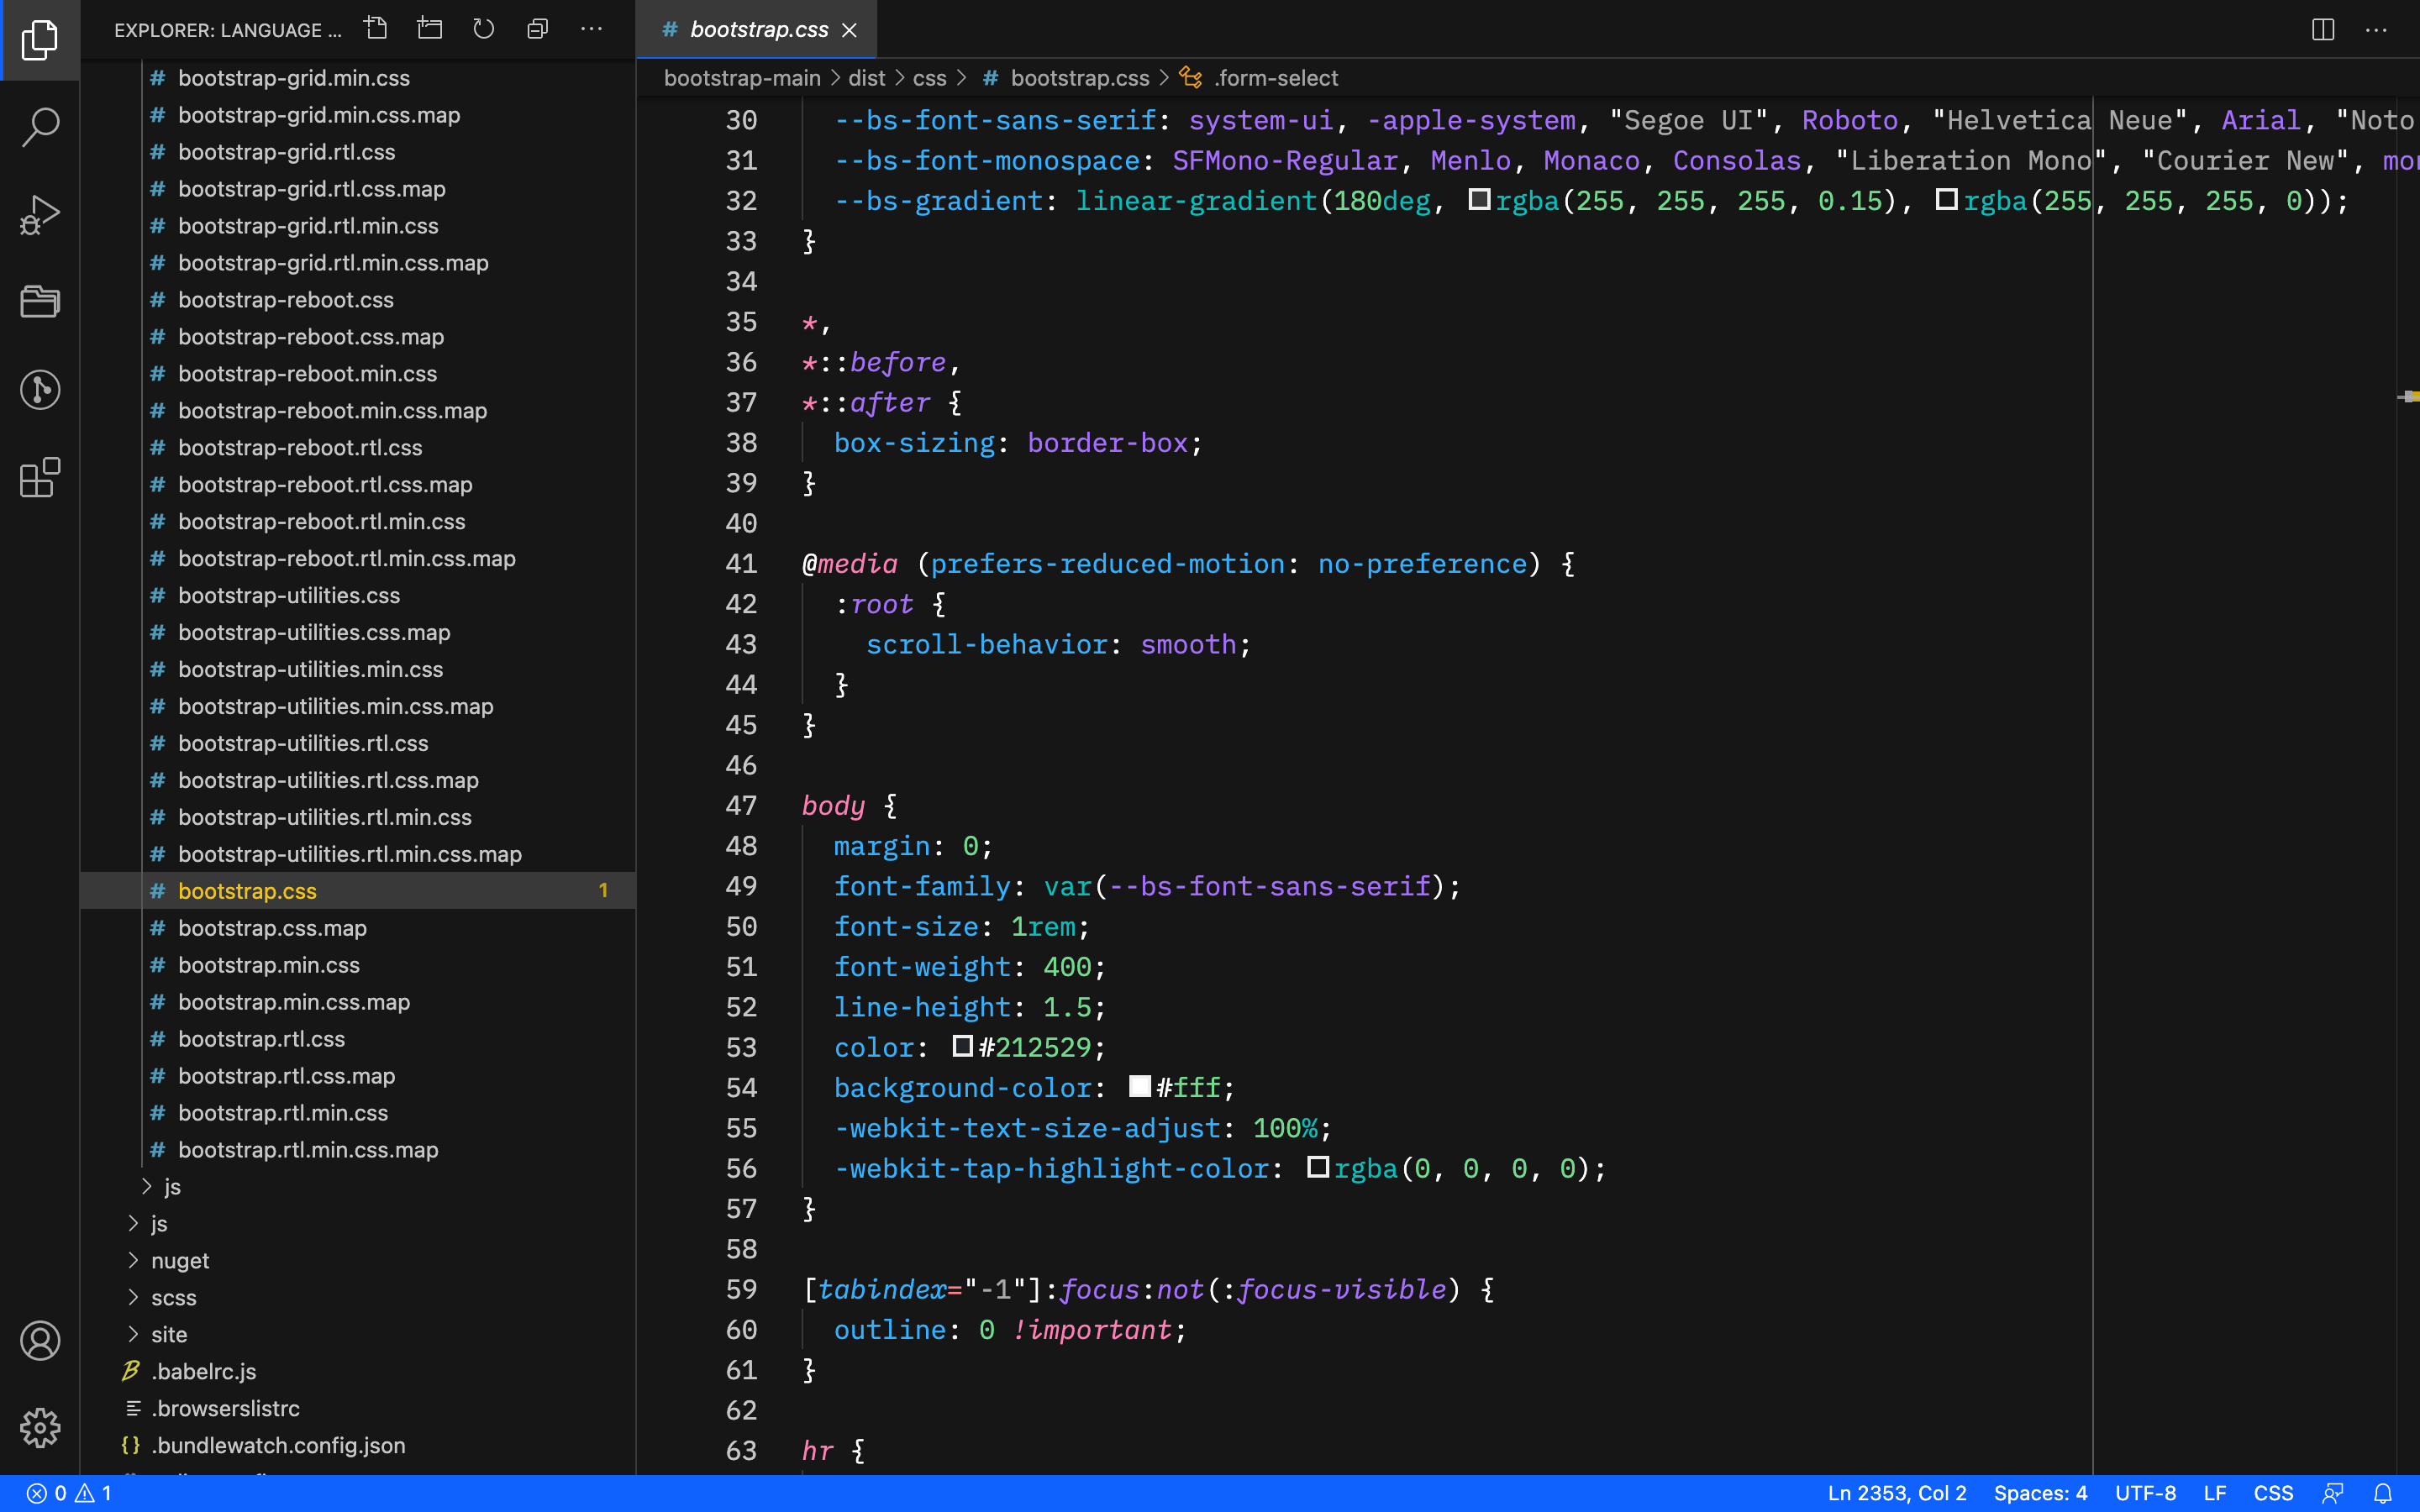 EXPLORER: LANGUAGE ...
bootstrap-grid.min.css
bootstrap-grid.min.css.map
bootstrap-grid.rtl.css
bootstrap-grid.rtl.css.map
bootstrap-grid.rtl.min.css
bootstrap-grid.rtl.min.css.map
bootstrap-reboot.css
bootstrap-reboot.css.map
bootstrap-reboot.min.css
bootstrap-reboot.min.css.map
bootstrap-reboot.rtl.css
bootstrap-reboot.rtl.css.map
bootstrap-reboot.rtl.min.css
bootstrap-reboot.rtl.min.css.map
bootstrap-utilities.css
bootstrap-utilities.css.map
bootstrap-utilities.min.css
bootstrap-utilities.min.css.map
bootstrap-utilities.rtl.css
bootstrap-utilities.rtl.css.map
bootstrap-utilities.rtl.min.css
bootstrap-utilities.rtl.min.css.map
bootstrap.css 1
bootstrap.css.map
bootstrap.min.css
bootstrap.min.css.map
bootstrap.rtl.css
bootstrap.rtl.css.map
bootstrap.rtl.min.css
bootstrap.rtl.min.css.map
js
js
nuget
scss
site
.babelrc.js
.browserslistrc
{} .bundlewatch.config.json
# bootstrap.css
bootstrap-main > dist > css > # bootstrap.css > .form-select
30 --bs-font-sans-serif: system-ui, -apple-system, "Segoe UI", Roboto, "Helvetica Neue", Arial, "Noto
31 --bs-font-monospace: SFMono-Regular, Menlo, Monaco, Consolas, "Liberation Mono", "Courier New",
32 --bs-gradient: linear-gradient(180deg, rgba(255, 255, 255, 0.15), rgba(255, 255, 255, 0));
33 }
34
35 *,
36 *::before,
37 *::after {
38 box-sizing: border-box;
39 }
40
41 @media (prefers-reduced-motion: no-preference) {
42 :root {
43 scroll-behavior: smooth;
44 }
45 }
46
47 body {
48 margin: 0;
49 font-family: var(--bs-font-sans-serif);
50 font-size: 1rem;
51 font-weight: 400;
52 line-height: 1.5;
53 color: #212529;
54 background-color: #fff;
55 -webkit-text-size-adjust: 100%;
56 -webkit-tap-highlight-color: rgba(0, 0, 0, 0);
57 }
58
59 [tabindex="-1"]:focus:not(:focus-visible) {
60 outline: 0 !important;
61 }
62
63 hr {
0 1 Ln 2353, Col 2 Spaces: 4 UTF-8 LF CSS